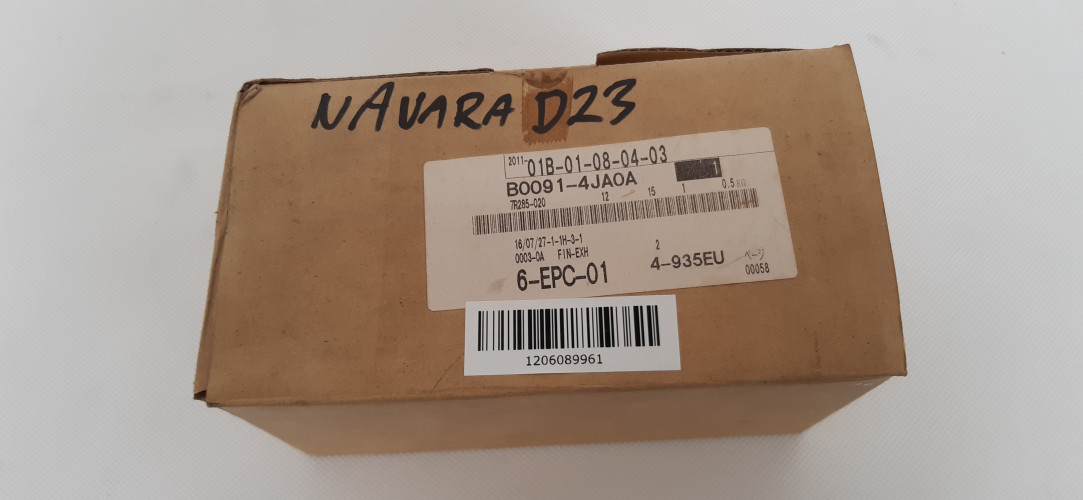 NAVARA D23
2011- 01B-01-08-04-03
B0091-4JA0A 1
7R285-020 12 15 1 0,5 KG
16/07/27-1-1H-3-1
0003-0A FIN-EXH 2
6-EPC-01 4-935EU ページ
00058
1206089961